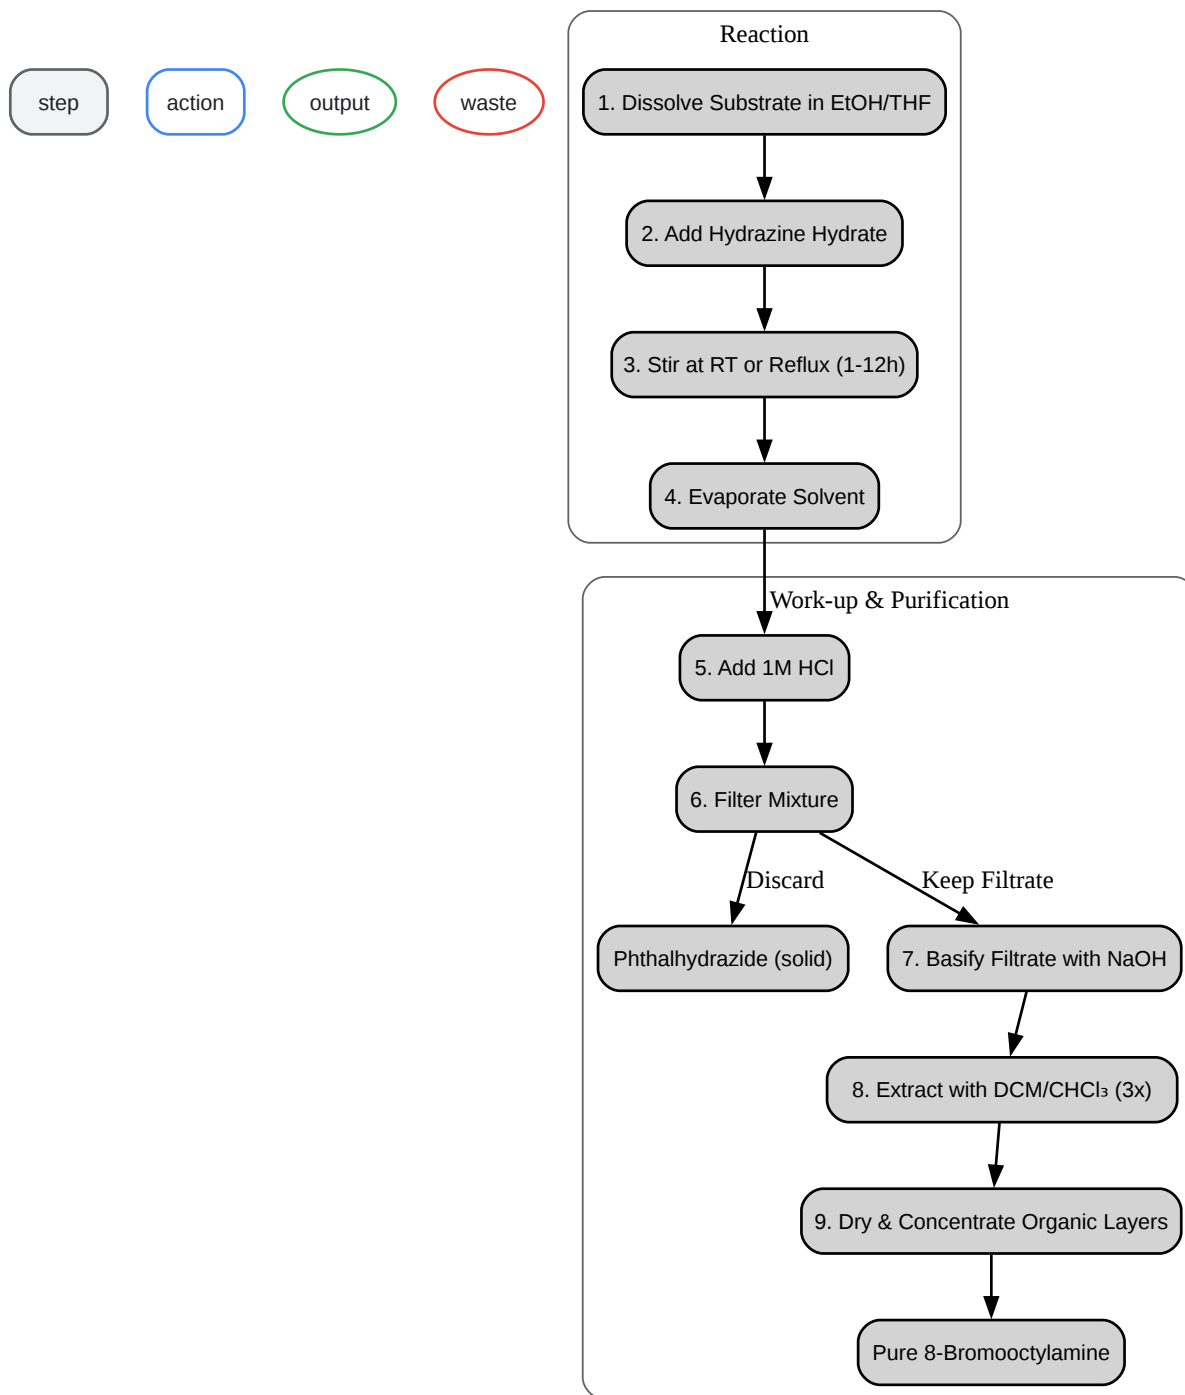 Reaction
step
action
output
waste
1. Dissolve Substrate in EtOH/THF
2. Add Hydrazine Hydrate
3. Stir at RT or Reflux (1-12h)
4. Evaporate Solvent
Work-up & Purification
5. Add 1M HCl
6. Filter Mixture
Discard
Keep Filtrate
Phthalhydrazide (solid)
7. Basify Filtrate with NaOH
8. Extract with DCM/CHCl₃ (3x)
9. Dry & Concentrate Organic Layers
Pure 8-Bromooctylamine